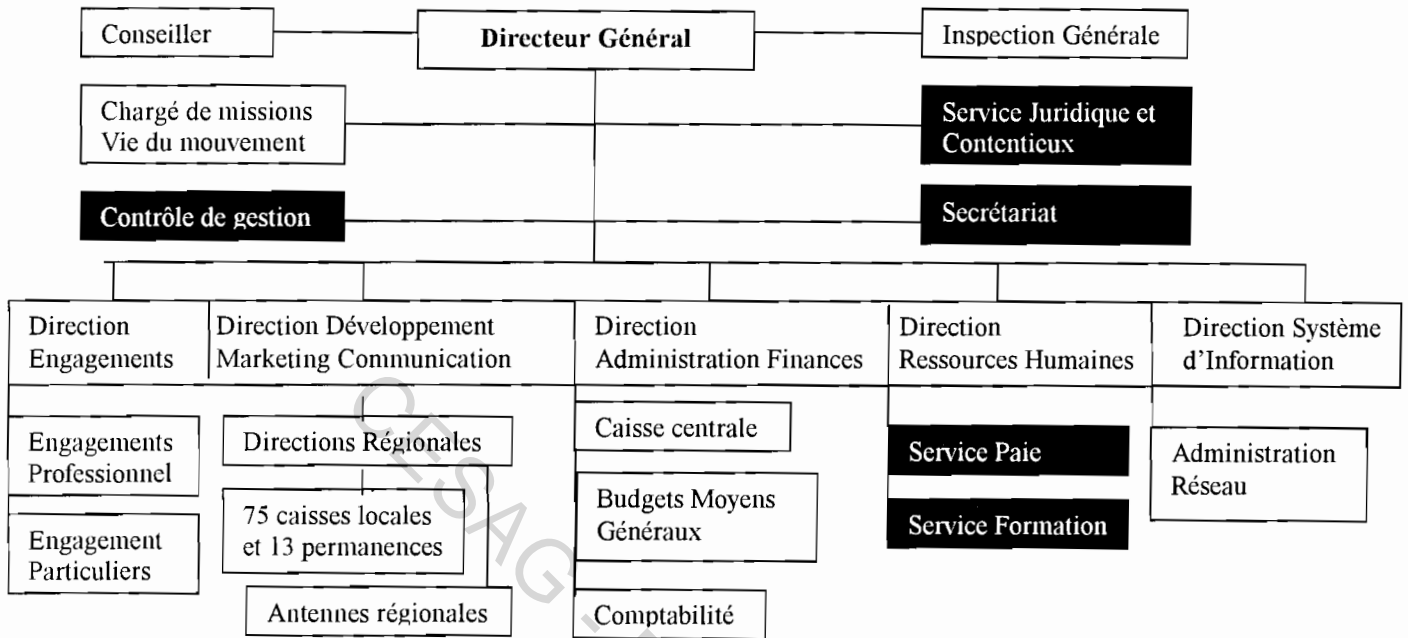 Conseiller
Directeur Général
Inspection Générale
Chargé de missions
Vie du mouvement
Service Juridique et
Contentieux
Contrôle de gestion
Secrétariat
Direction
Engagements
Direction Développement
Marketing Communication
Direction
Administration Finances
Direction
Ressources Humaines
Direction Système
d'Information
Engagements
Professionnel
Engagement
Particuliers
Directions Régionales
75 caisses locales
et 13 permanences
Antennes régionales
Caisse centrale
Budgets Moyens
Généraux
Comptabilité
Service Paie
Service Formation
Administration
Réseau
CESAG -